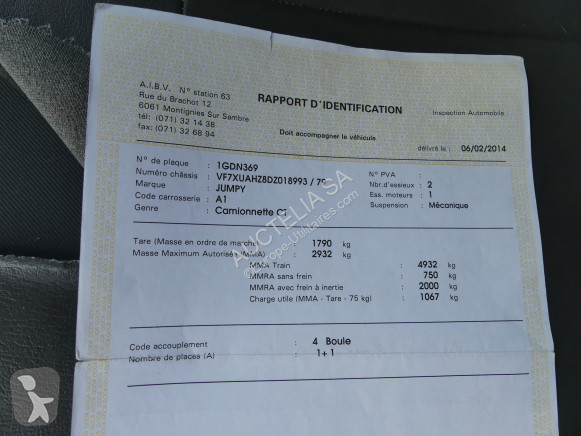 A.I.B.V. N° station 63
Rue du Brachot 12
6061 Montignies Sur Sambre
tél: (071) 32 14 38
fax: (071) 32 68 94
RAPPORT D'IDENTIFICATION
Inspection Automobile
Doit accompagner le véhicule
délivré le : 06/02/2014
N° de plaque : 1GDN369
N° PVA :
Numéro châssis : VF7XUAHZ8DZ018993 / 79
Nbr.d'essieux : 2
Marque : JUMPY
Ess. moteurs : 1
Code carrosserie : A1
Suspension : Mécanique
Genre : Camionnette CT
Tare (Masse en ordre de marche) : 1790 kg
Masse Maximum Autorisée (MMA) : 2932 kg
MMA Train : 4932 kg
MMRA sans frein : 750 kg
MMRA avec frein à inertie : 2000 kg
Charge utile (MMA - Tare - 75 kg) : 1067 kg
Code accouplement : 4 Boule
Nombre de places (A) : 1+1
AUCTELIA SA
Europe-Utilitaires.com